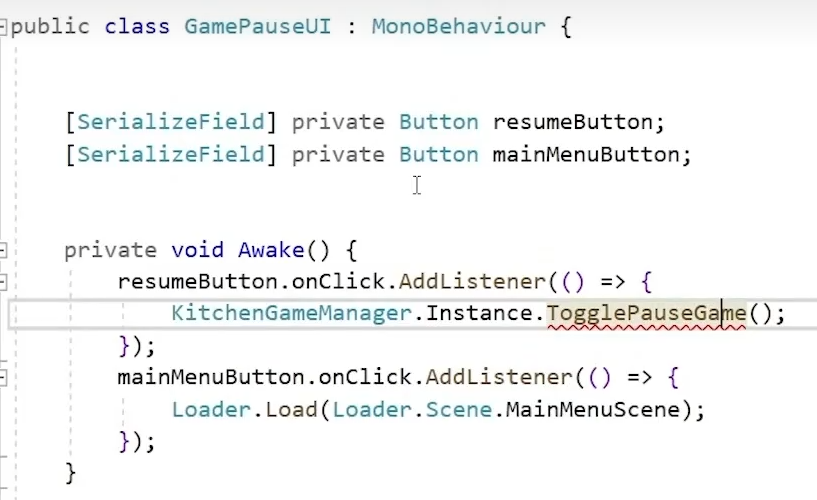 public class GamePauseUI : MonoBehaviour {
[SerializeField] private Button resumeButton;
[SerializeField] private Button mainMenuButton;
private void Awake() {
resumeButton.onClick.AddListener(() => {
KitchenGameManager.Instance.TogglePauseGame();
});
mainMenuButton.onClick.AddListener(() => {
Loader.Load(Loader.Scene.MainMenuScene);
});
}